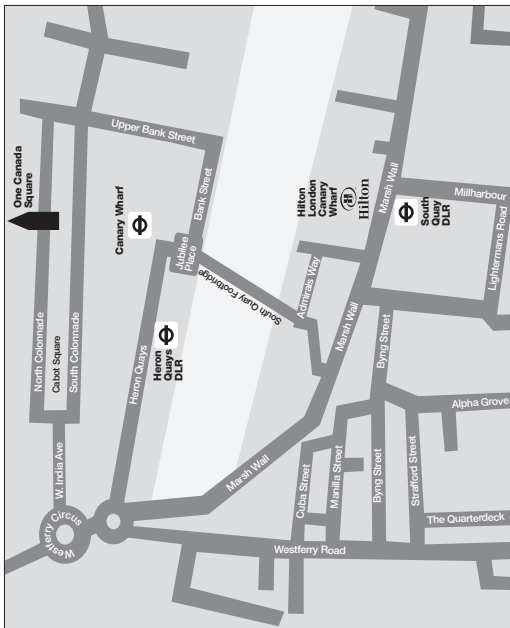 Upper Bank Street
One Canada
Square
Canary Wharf
Bank Street
Jubilee
Place
South Quay Footbridge
Hilton
London
Canary
Wharf
Hilton
Marsh Wall
South
Quay
DLR
Millharbour
Lightermans Road
Admirals Way
Marsh Wall
Byng Street
North Colonnade
Cabot Square
South Colonnade
Heron Quays
Heron
Quays
DLR
W. India Ave
Westferry Circus
Marsh Wall
Cuba Street
Manilla Street
Byng Street
Strafford Street
Alpha Grove
The Quarterdeck
Westferry Road